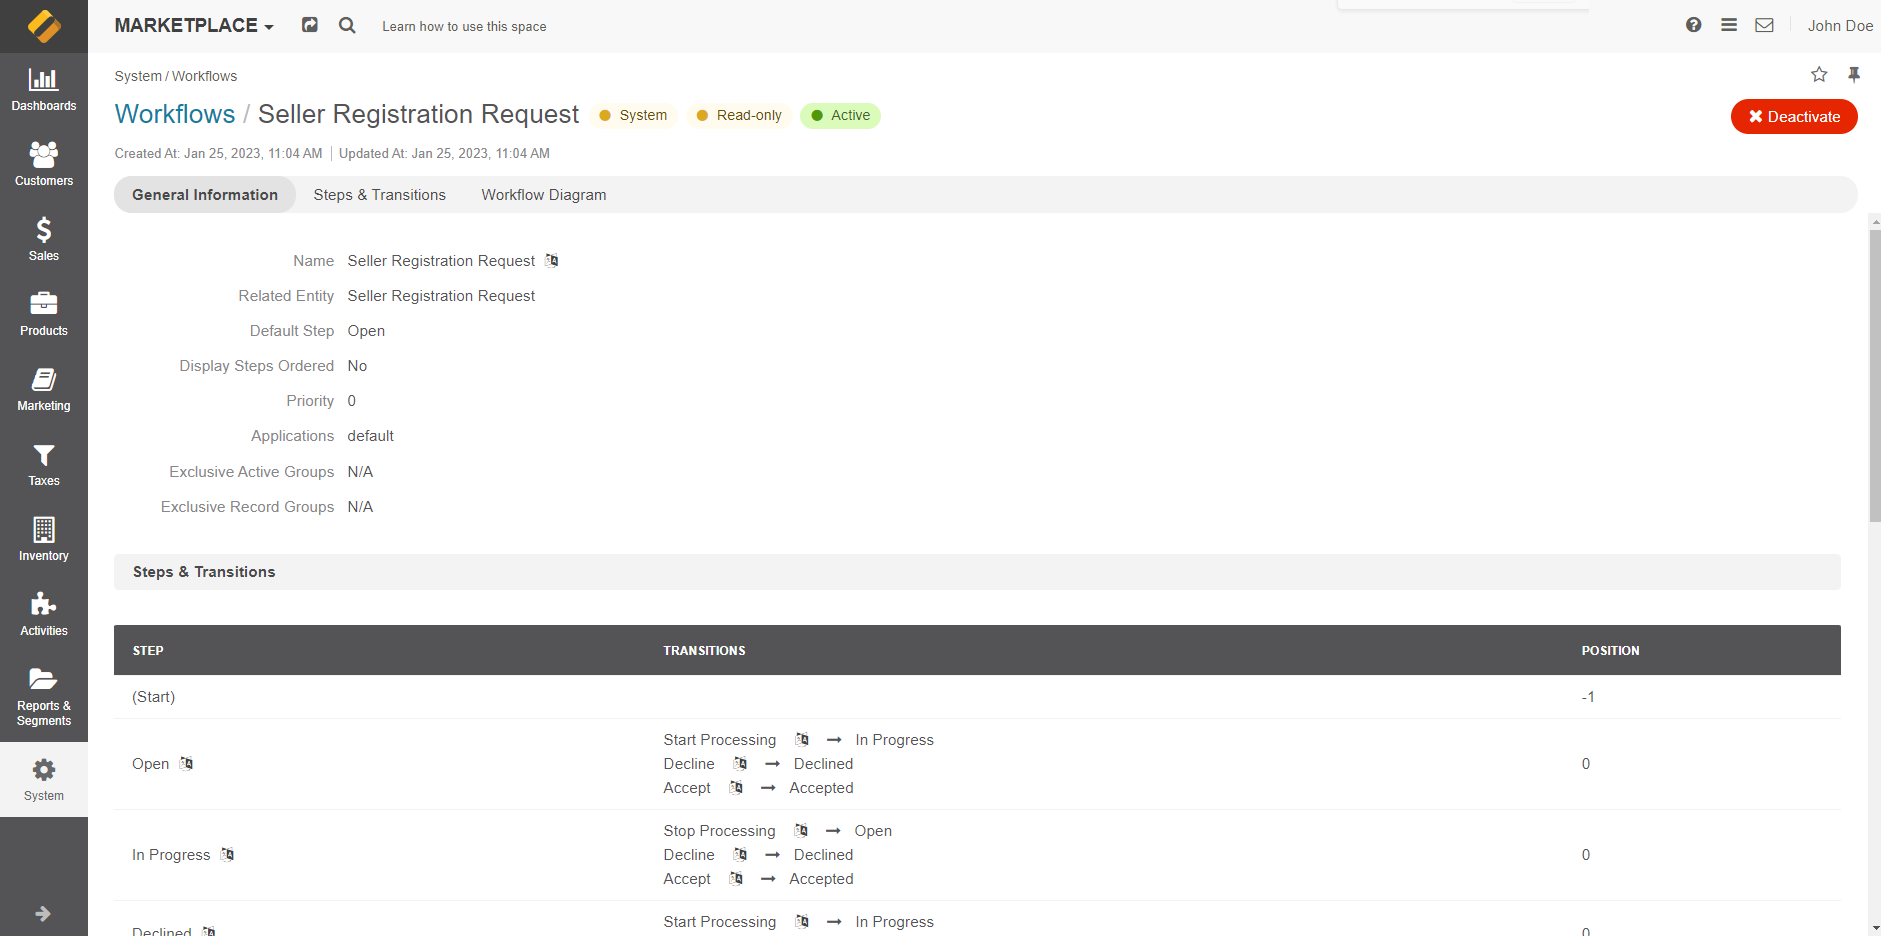 MARKETPLACE
Learn how to use this space
John Doe
Dashboards
Customers
Sales
Products
Marketing
Taxes
Inventory
Activities
Reports &
Segments
System
System / Workflows
Workflows / Seller Registration Request
System
Read-only
Active
Deactivate
Created At: Jan 25, 2023, 11:04 AM | Updated At: Jan 25, 2023, 11:04 AM
General Information
Steps & Transitions
Workflow Diagram
Name Seller Registration Request
Related Entity Seller Registration Request
Default Step Open
Display Steps Ordered No
Priority 0
Applications default
Exclusive Active Groups N/A
Exclusive Record Groups N/A
Steps & Transitions
STEP TRANSITIONS POSITION
(Start) -1
Start Processing → In Progress
Open Decline → Declined 0
Accept → Accepted
Stop Processing → Open
In Progress Decline → Declined 0
Accept → Accepted
Start Processing → In Progress
Declined 0